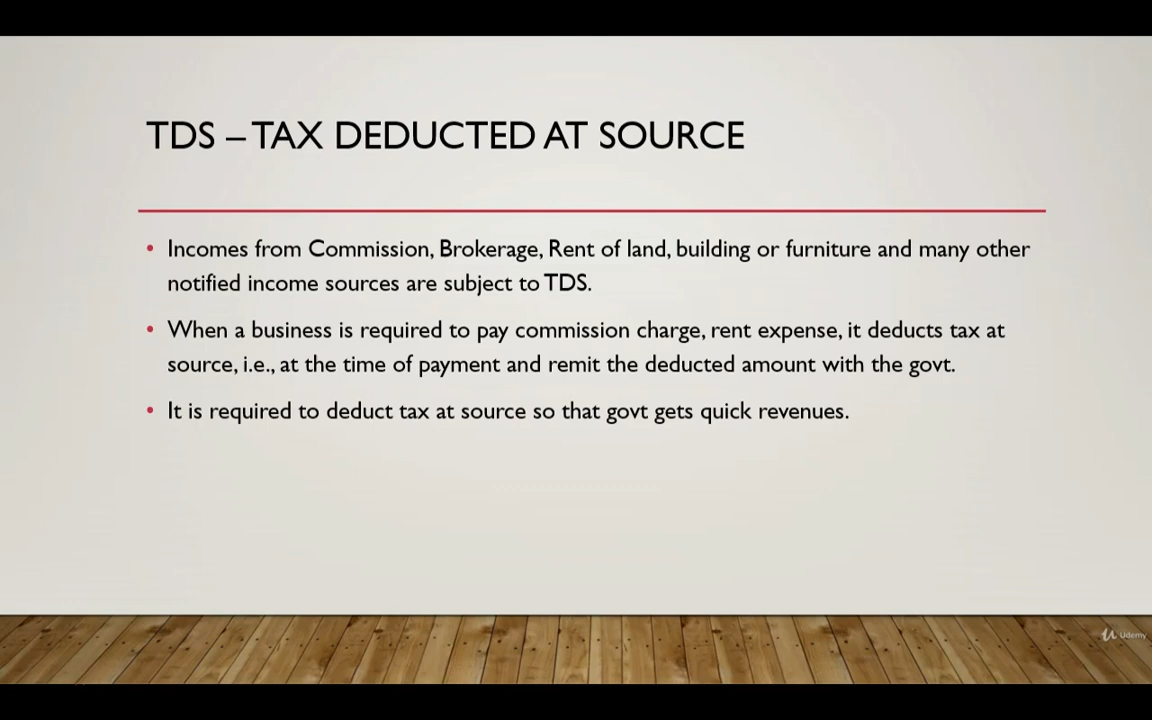 TDS – TAX DEDUCTED AT SOURCE
• Incomes from Commission, Brokerage, Rent of land, building or furniture and many other
notified income sources are subject to TDS.
• When a business is required to pay commission charge, rent expense, it deducts tax at
source, i.e., at the time of payment and remit the deducted amount with the govt.
• It is required to deduct tax at source so that govt gets quick revenues.
Udemy